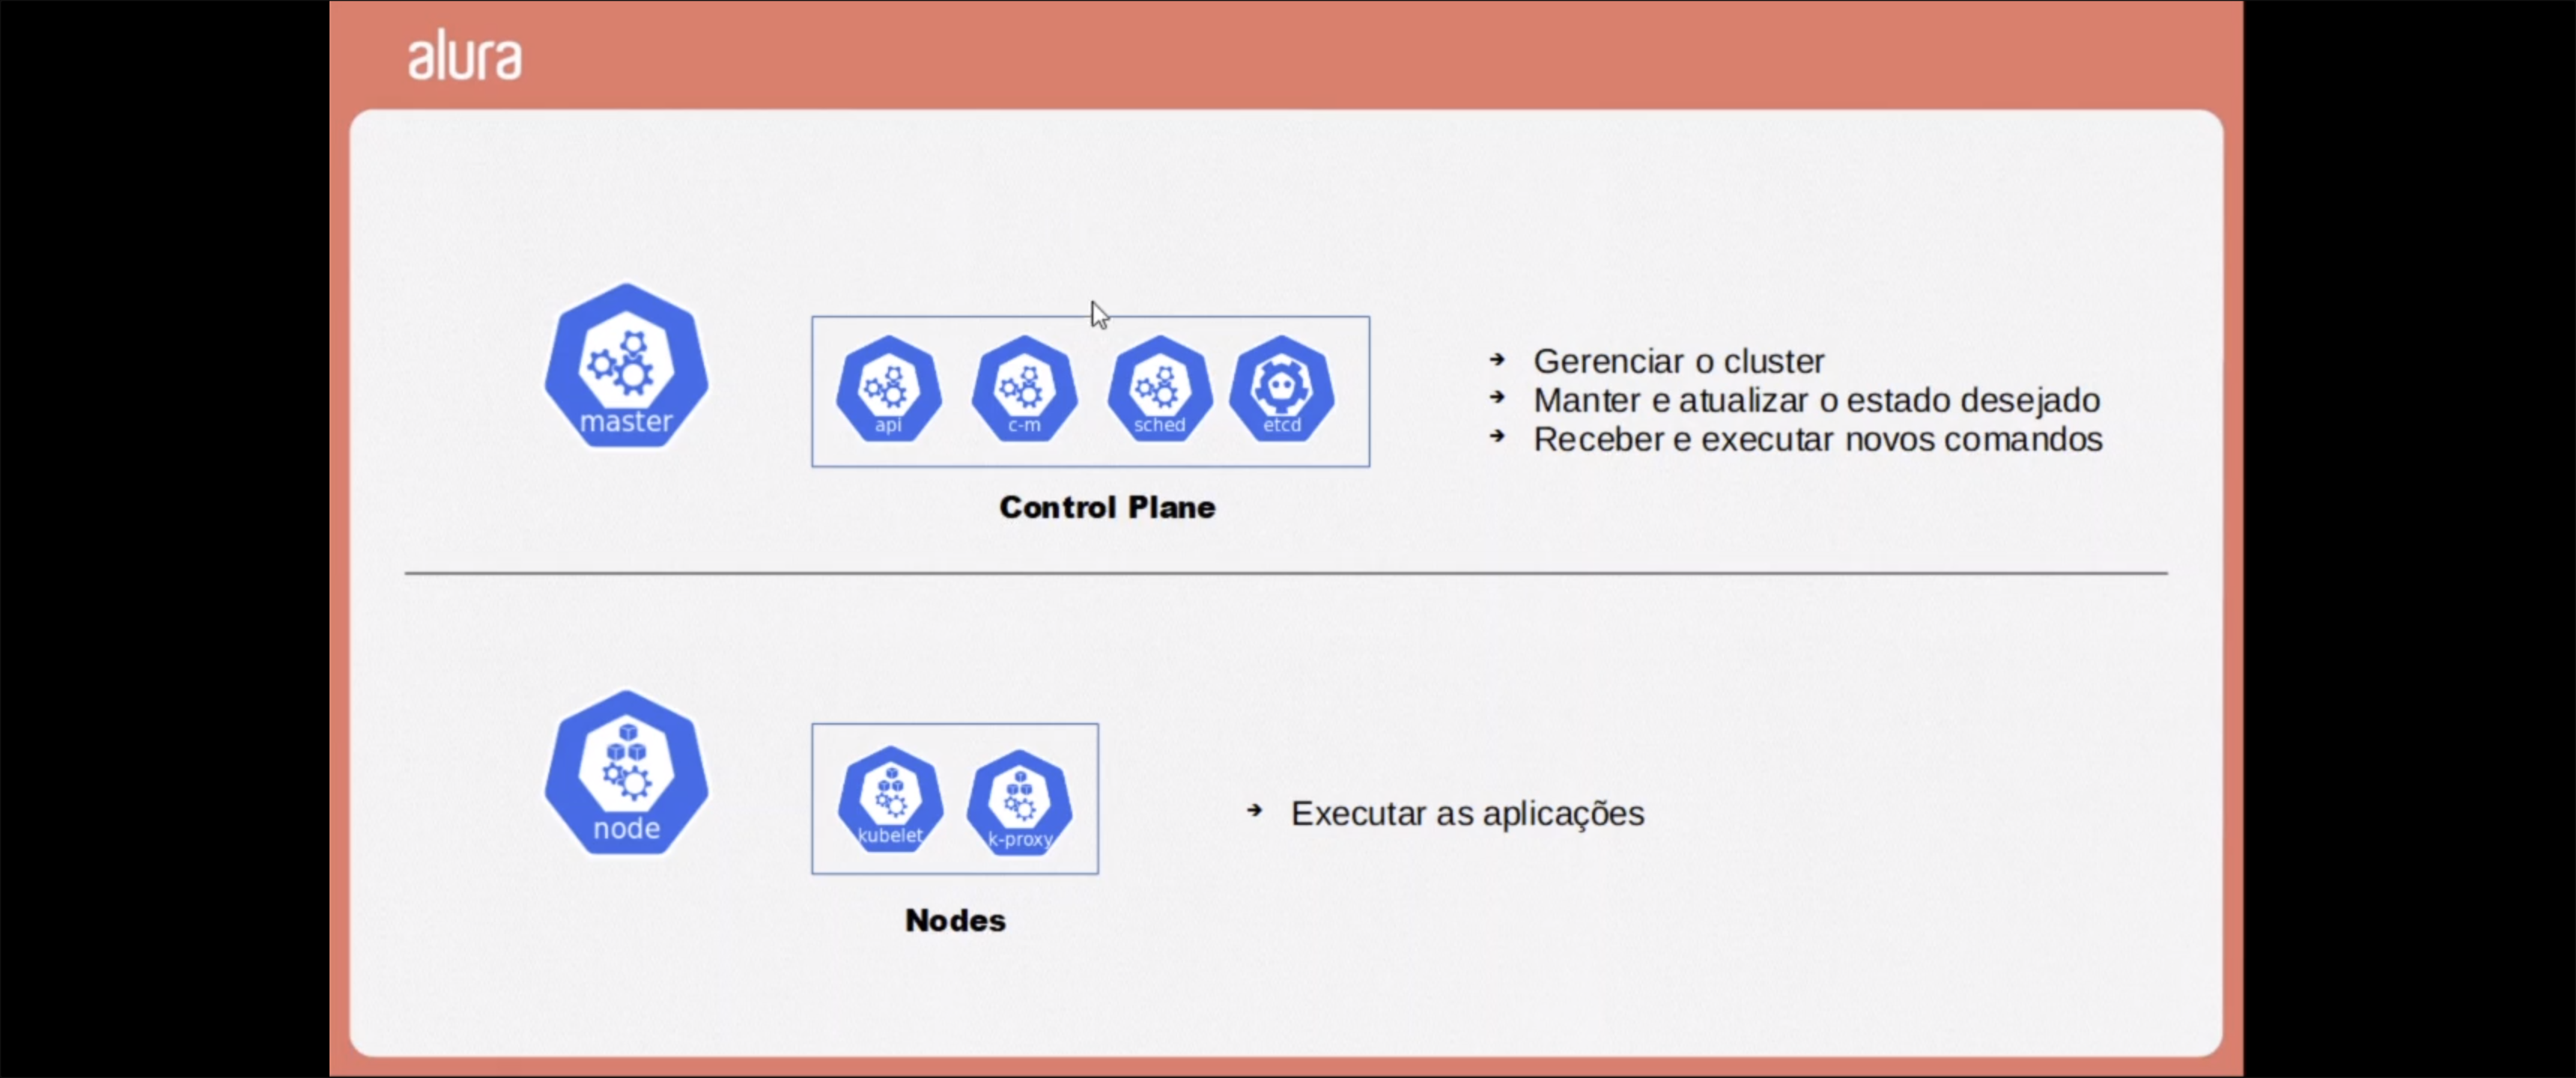 alura
master
api
c-m
sched
etcd
Control Plane
Gerenciar o cluster
Manter e atualizar o estado desejado
Receber e executar novos comandos
node
kubelet
k-proxy
Nodes
Executar as aplicações